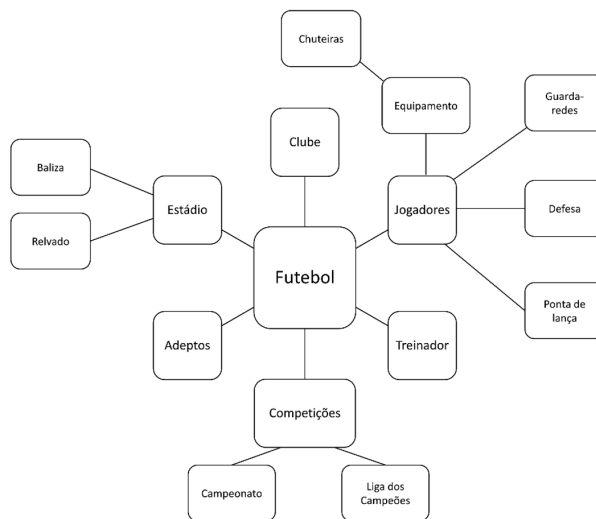 Chuteiras
Equipamento
Guarda-
redes
Clube
Baliza
Estádio
Jogadores
Defesa
Relvado
Futebol
Ponta de
lança
Adeptos
Treinador
Competições
Campeonato
Liga dos
Campeões